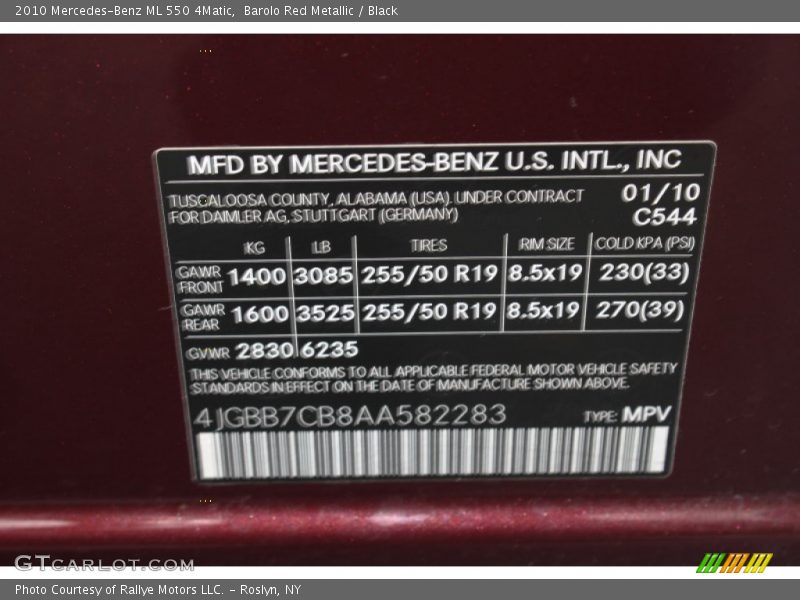 2010 Mercedes-Benz ML 550 4Matic, Barolo Red Metallic / Black
MFD BY MERCEDES-BENZ U.S. INTL., INC
TUSCALOOSA COUNTY, ALABAMA (USA), UNDER CONTRACT 01/10
FOR DAIMLER AG, STUTTGART (GERMANY) C544
KG LB TIRES RIM SIZE COLD KPA (PSI)
GAWR FRONT 1400 3085 255/50 R19 8.5x19 230(33)
GAWR REAR 1600 3525 255/50 R19 8.5x19 270(39)
GVWR 2830 6235
THIS VEHICLE CONFORMS TO ALL APPLICABLE FEDERAL MOTOR VEHICLE SAFETY
STANDARDS IN EFFECT ON THE DATE OF MANUFACTURE SHOWN ABOVE.
4JGBB7CB8AA582283 TYPE: MPV
GTCARLOT.COM
Photo Courtesy of Rallye Motors LLC. - Roslyn, NY